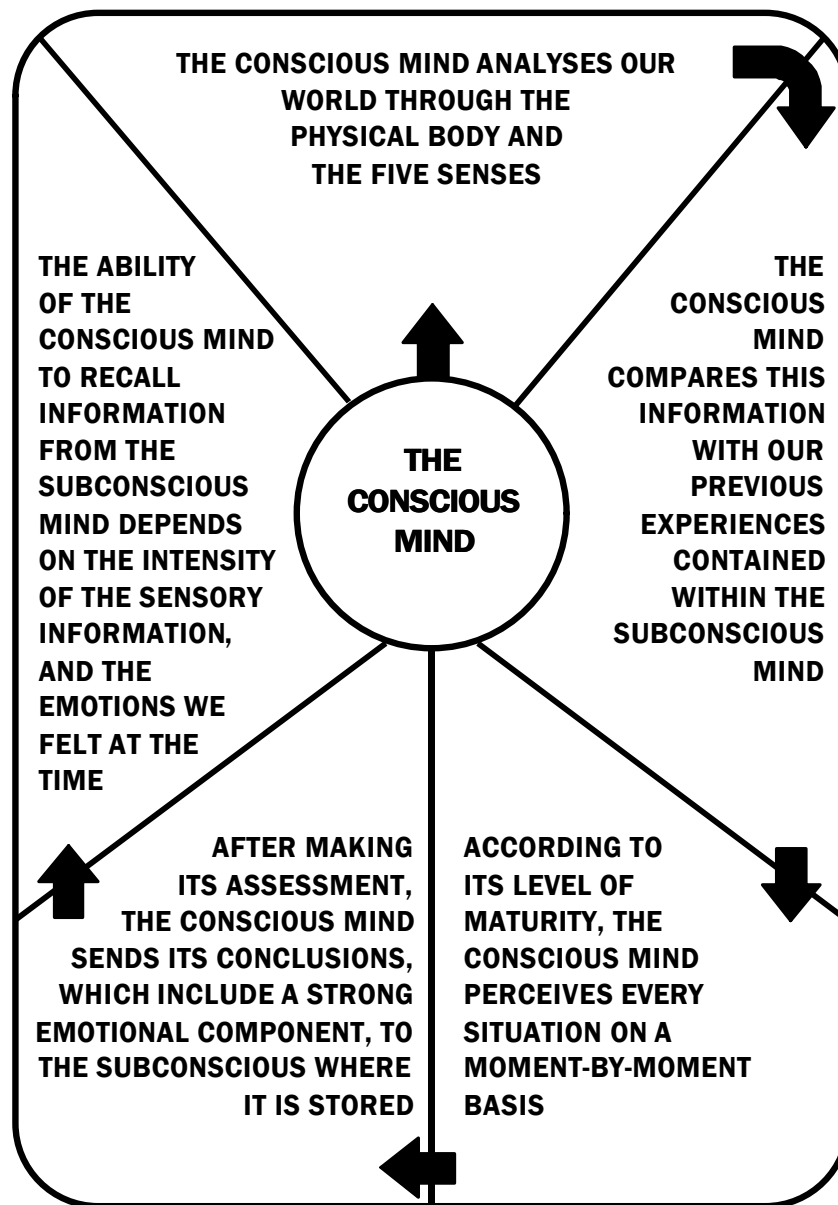 THE CONSCIOUS MIND ANALYSES OUR
WORLD THROUGH THE
PHYSICAL BODY AND
THE FIVE SENSES
THE
CONSCIOUS
MIND
COMPARES THIS
INFORMATION
WITH OUR
PREVIOUS
EXPERIENCES
CONTAINED
WITHIN THE
SUBCONSCIOUS
MIND
ACCORDING TO
ITS LEVEL OF
MATURITY, THE
CONSCIOUS MIND
PERCEIVES EVERY
SITUATION ON A
MOMENT-BY-MOMENT
BASIS
AFTER MAKING
ITS ASSESSMENT,
THE CONSCIOUS MIND
SENDS ITS CONCLUSIONS,
WHICH INCLUDE A STRONG
EMOTIONAL COMPONENT, TO
THE SUBCONSCIOUS WHERE
IT IS STORED
THE ABILITY
OF THE
CONSCIOUS MIND
TO RECALL
INFORMATION
FROM THE
SUBCONSCIOUS
MIND DEPENDS
ON THE INTENSITY
OF THE SENSORY
INFORMATION,
AND THE
EMOTIONS WE
FELT AT THE
TIME
THE
CONSCIOUS
MIND